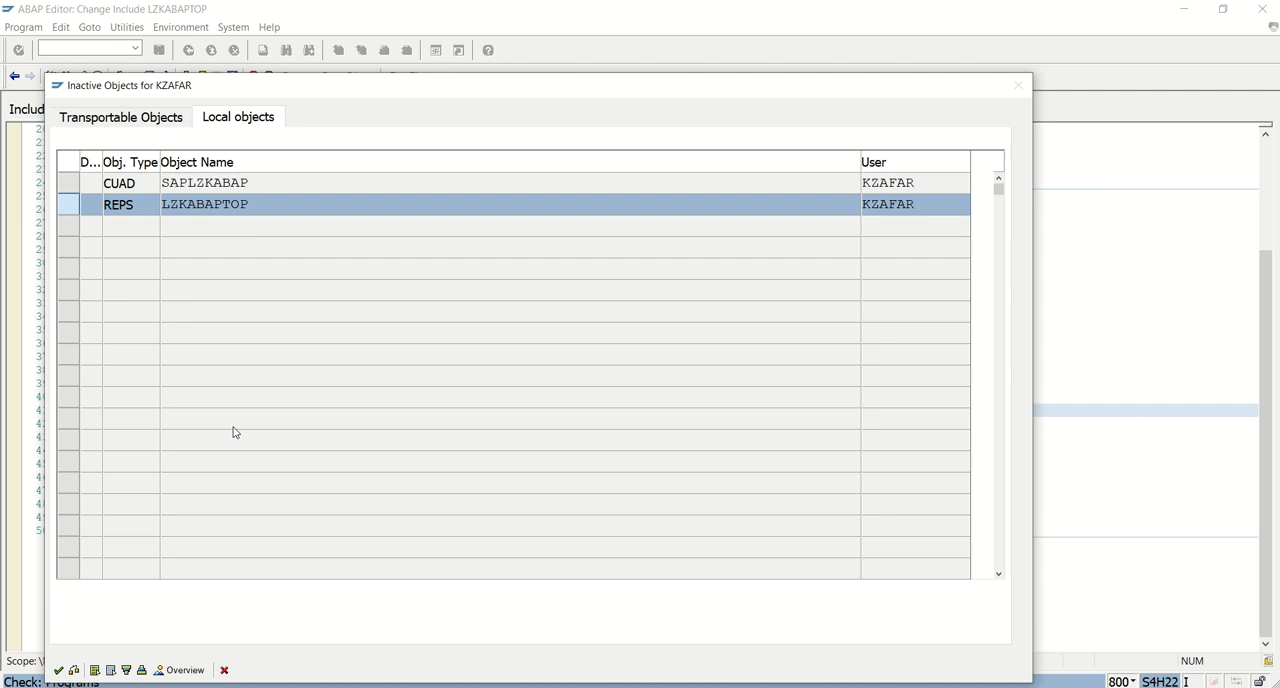 ABAP Editor: Change Include LZKABAPTOP
Program Edit Goto Utilities Environment System Help
Inactive Objects for KZAFAR
Includ
Transportable Objects Local objects
D... Obj. Type Object Name User
CUAD SAPLZKABAP KZAFAR
REPS LZKABAPTOP KZAFAR
Overview
Scope: \
NUM
Check: Programs
800 S4H22 I